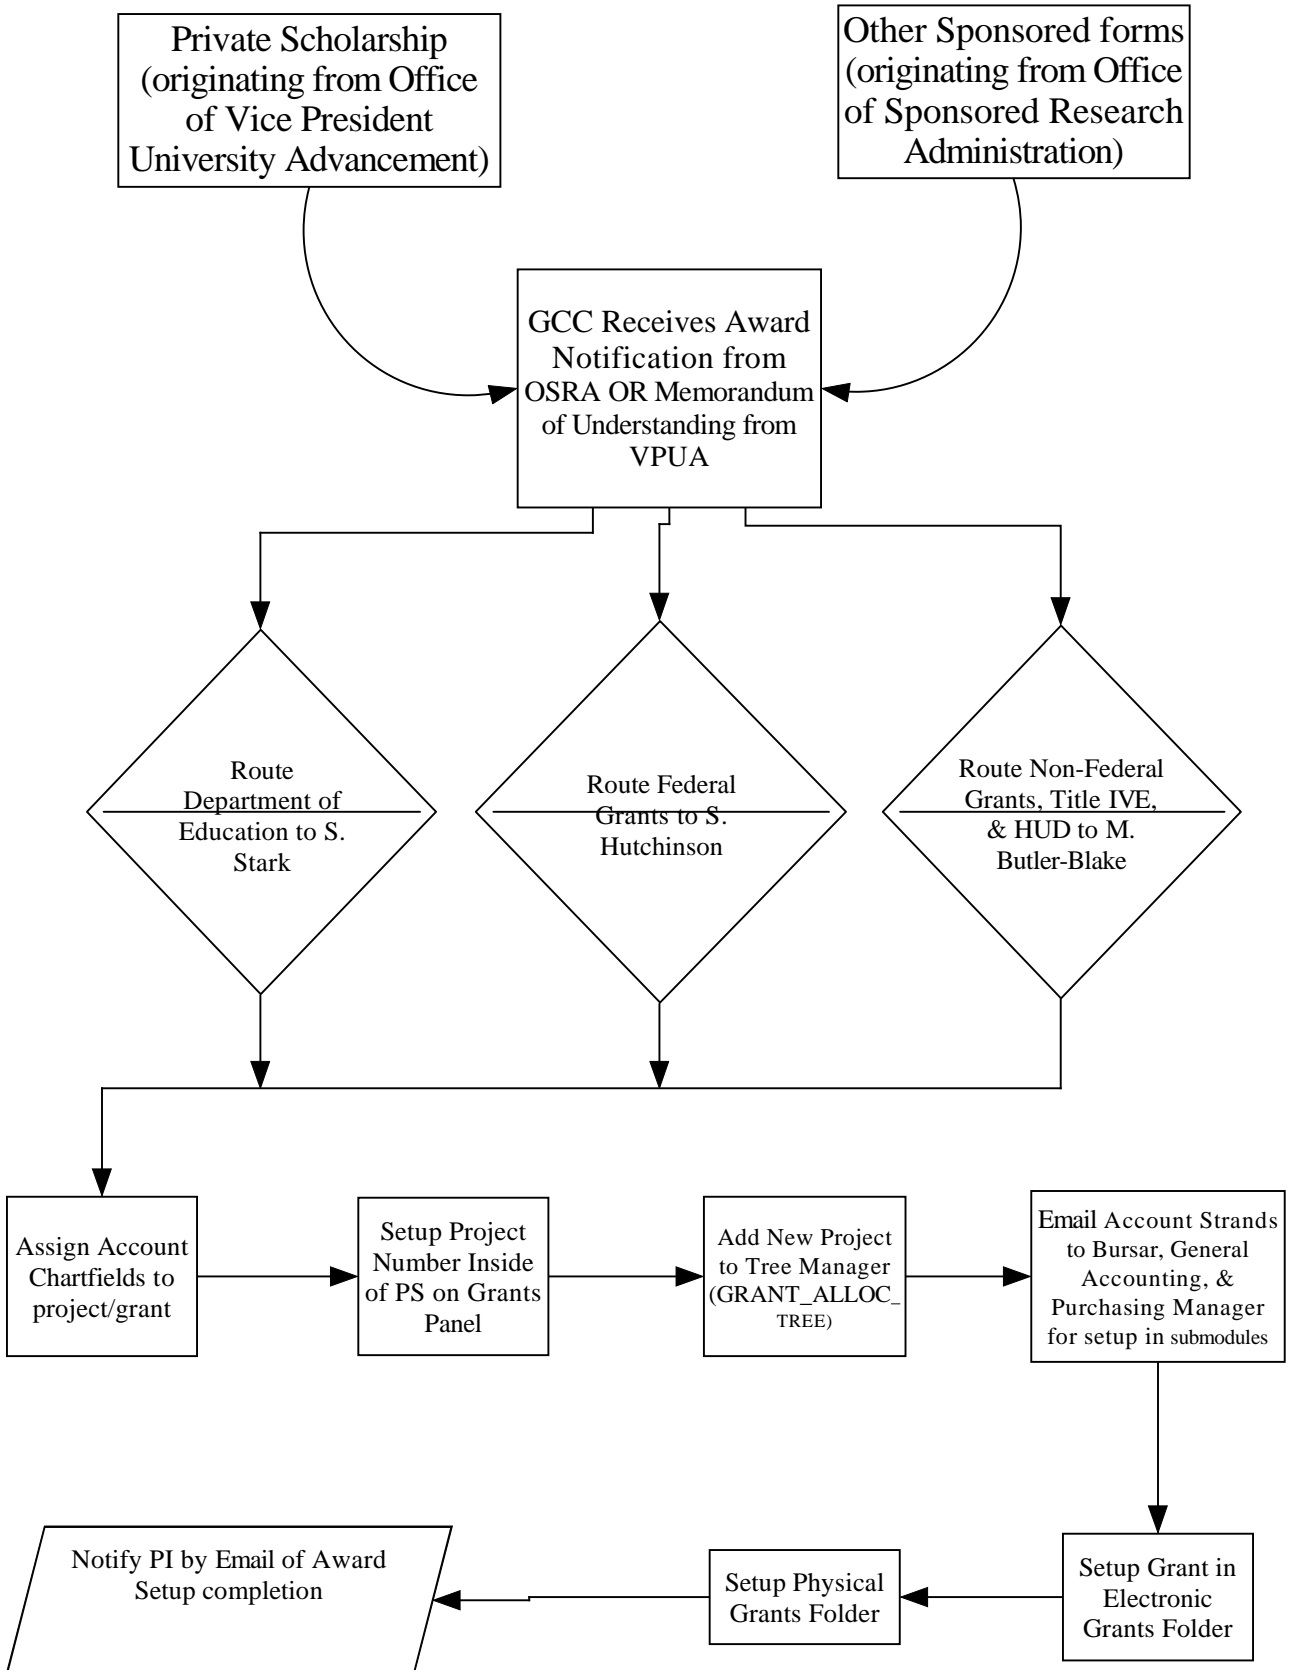 Private Scholarship
(originating from Office
of Vice President
University Advancement)
Other Sponsored forms
(originating from Office
of Sponsored Research
Administration)
GCC Receives Award
Notification from
OSRA OR Memorandum
of Understanding from
VPUA
Route
Department of
Education to S.
Stark
Route Federal
Grants to S.
Hutchinson
Route Non-Federal
Grants, Title IVE,
& HUD to M.
Butler-Blake
Assign Account
Chartfields to
project/grant
Setup Project
Number Inside
of PS on Grants
Panel
Add New Project
to Tree Manager
(GRANT_ALLOC_
TREE)
Email Account Strands
to Bursar, General
Accounting, &
Purchasing Manager
for setup in submodules
Notify PI by Email of Award
Setup completion
Setup Physical
Grants Folder
Setup Grant in
Electronic
Grants Folder